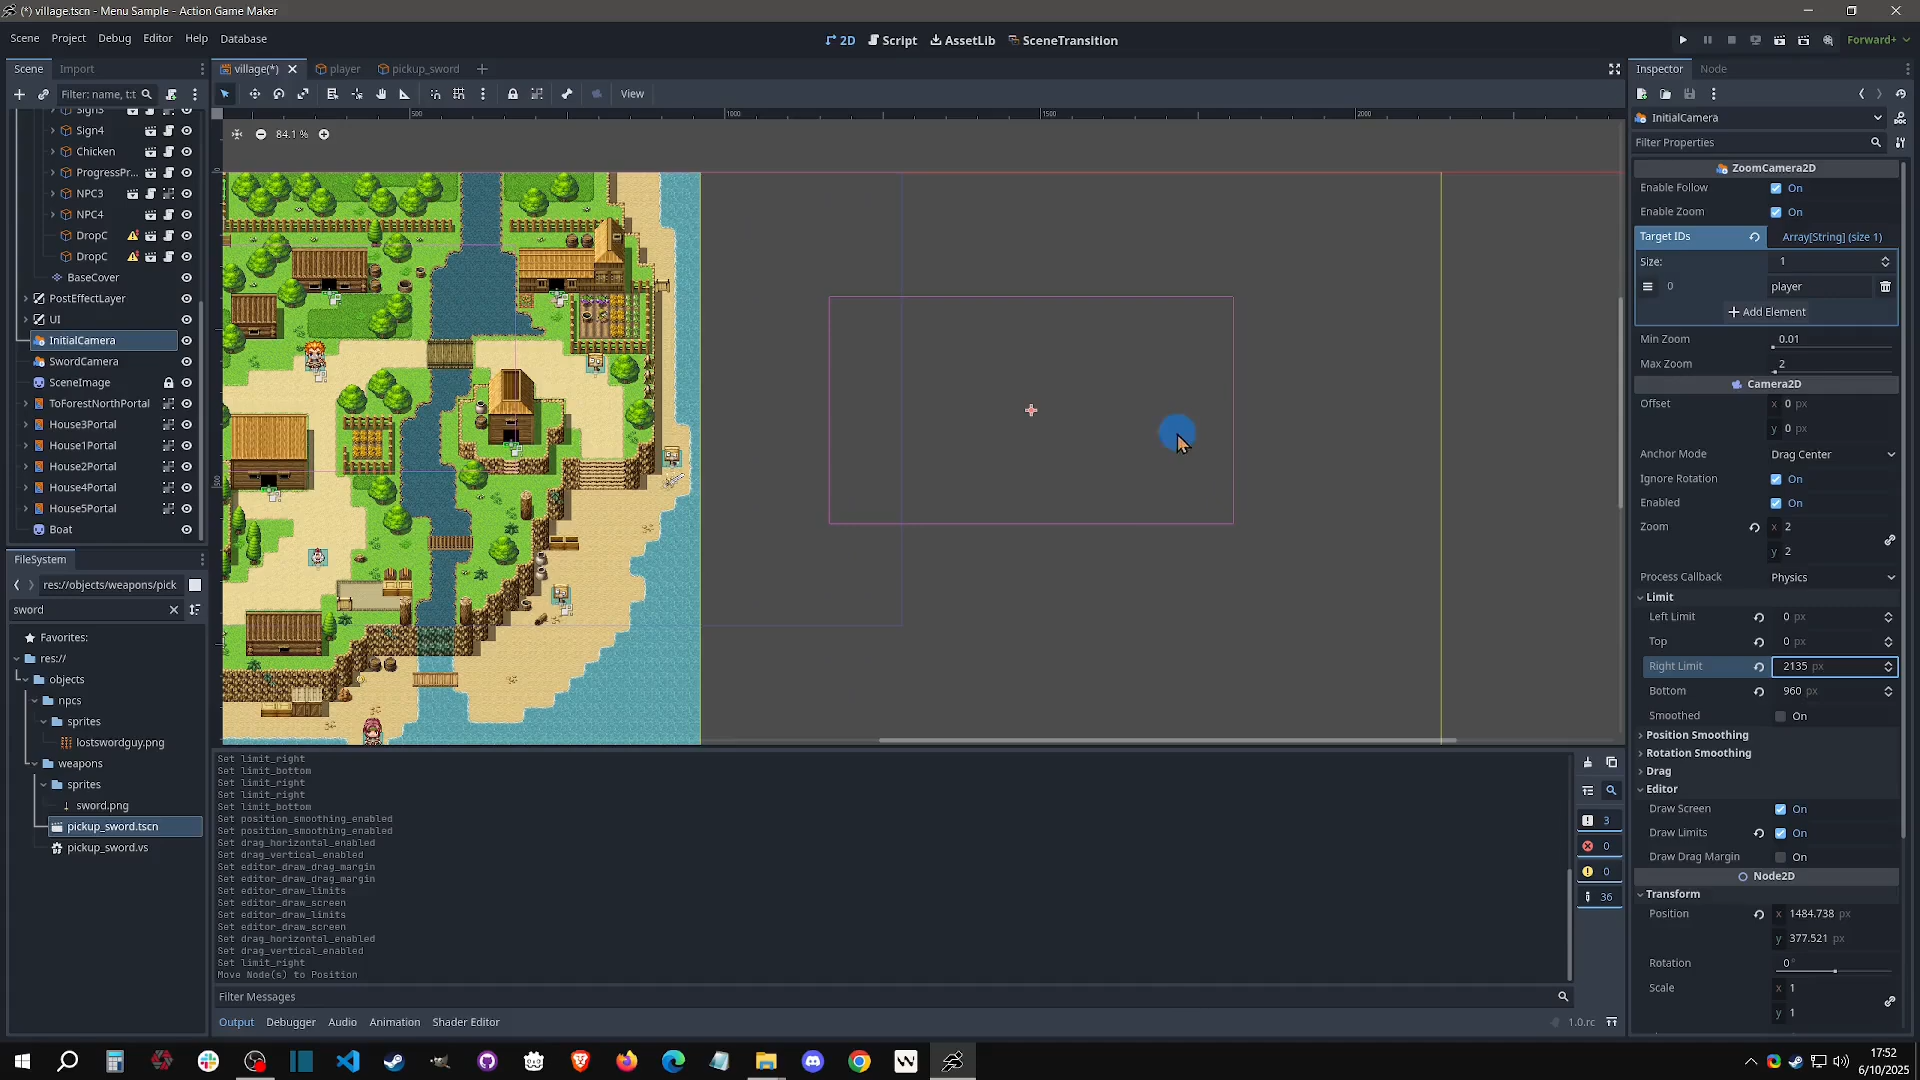 (*) village.tscn - Menu Sample - Action Game Maker
Scene Project Debug Editor Help Database
2D Script AssetLib SceneTransition
Forward+
Scene Import
village(*) player pickup_sword
Inspector Node
Filter: name, t:t
View
InitialCamera
84.1 %
500 1000 1500 2000
Filter Properties
Sign3
Sign4
Chicken
ProgressPr...
NPC3
NPC4
DropC
DropC
BaseCover
PostEffectLayer
UI
InitialCamera
SwordCamera
SceneImage
ToForestNorthPortal
House3Portal
House1Portal
House2Portal
House4Portal
House5Portal
Boat
ZoomCamera2D
Enable Follow On
Enable Zoom On
Target IDs Array[String] (size 1)
Size: 1
0 player
Add Element
Min Zoom 0.01
Max Zoom 2
Camera2D
Offset x 0 px
y 0 px
Anchor Mode Drag Center
Ignore Rotation On
Enabled On
Zoom x 2
y 2
Process Callback Physics
Limit
Left Limit 0 px
Top 0 px
Right Limit 2135 px
Bottom 960 px
Smoothed On
Position Smoothing
Rotation Smoothing
Drag
Editor
Draw Screen On
Draw Limits On
Draw Drag Margin On
Node2D
Transform
Position x 1484.738 px
y 377.521 px
Rotation 0°
Scale x 1
y 1
FileSystem
res://objects/weapons/pick
sword
Favorites:
res://
objects
npcs
sprites
lostswordguy.png
weapons
sprites
sword.png
pickup_sword.tscn
pickup_sword.vs
Set limit_right
Set limit_bottom
Set limit_right
Set limit_right
Set limit_bottom
Set position_smoothing_enabled
Set position_smoothing_enabled
Set drag_horizontal_enabled
Set drag_vertical_enabled
Set editor_draw_drag_margin
Set editor_draw_drag_margin
Set editor_draw_limits
Set editor_draw_screen
Set editor_draw_limits
Set editor_draw_screen
Set drag_horizontal_enabled
Set drag_vertical_enabled
Set limit_right
Move Node(s) to Position
3
0
0
36
Filter Messages
Output Debugger Audio Animation Shader Editor
1.0.rc
17:52
6/10/2025